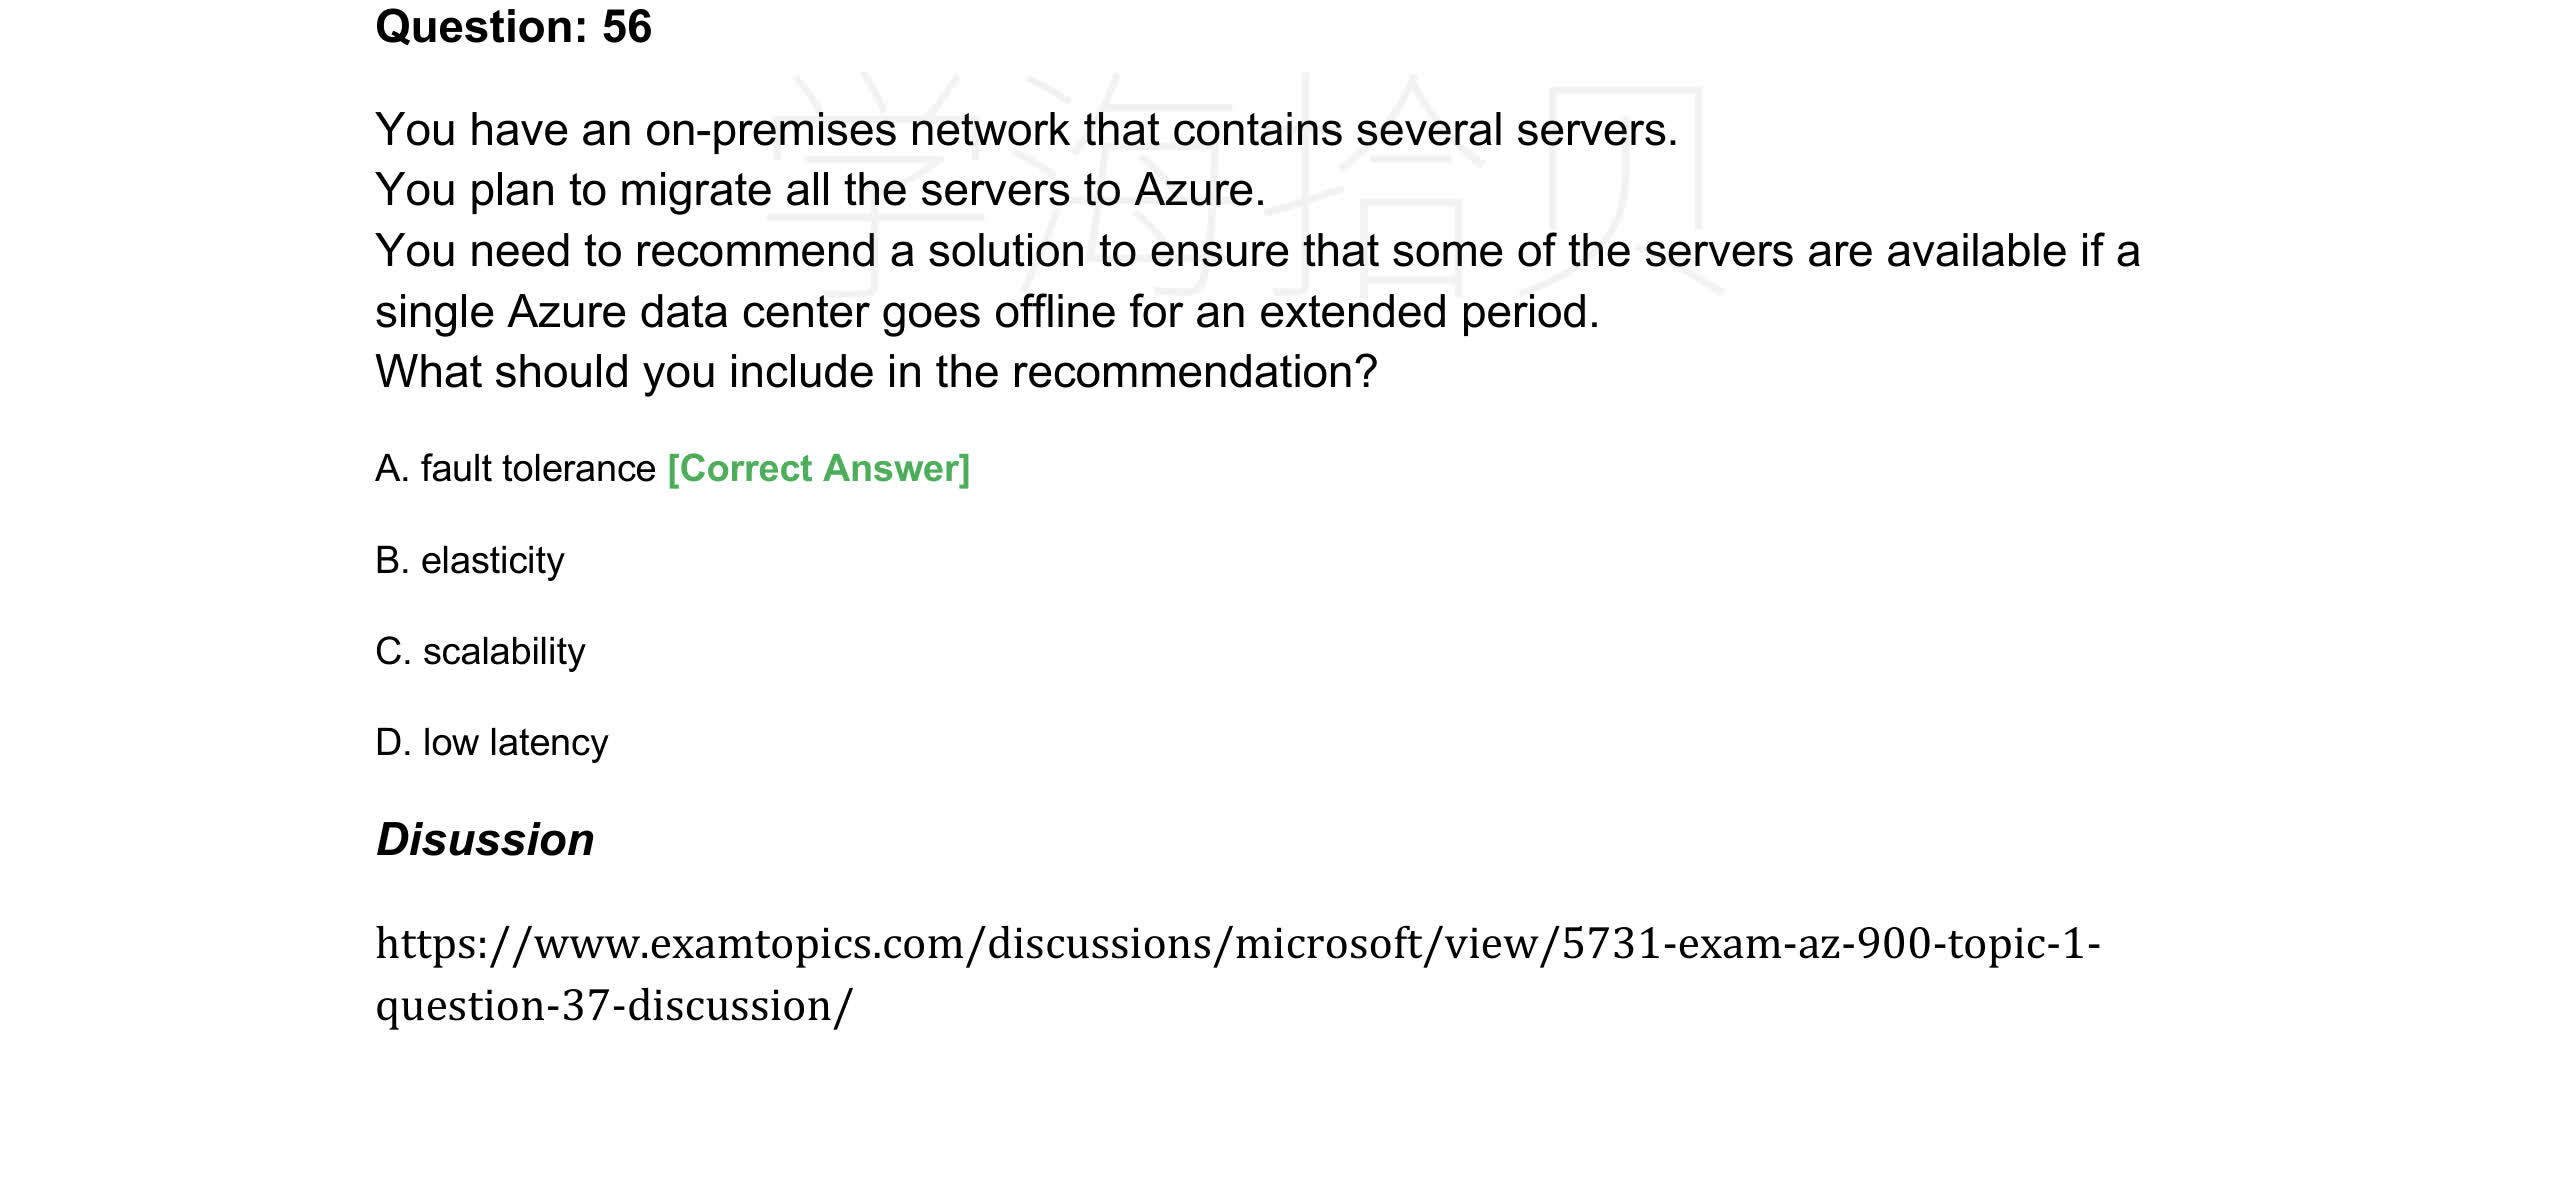 Question: 56
学海拾贝
You have an on-premises network that contains several servers.
You plan to migrate all the servers to Azure.
You need to recommend a solution to ensure that some of the servers are available if a
single Azure data center goes offline for an extended period.
What should you include in the recommendation?
A. fault tolerance [Correct Answer]
B. elasticity
C. scalability
D. low latency
Disussion
https://www.examtopics.com/discussions/microsoft/view/5731-exam-az-900-topic-1-
question-37-discussion/